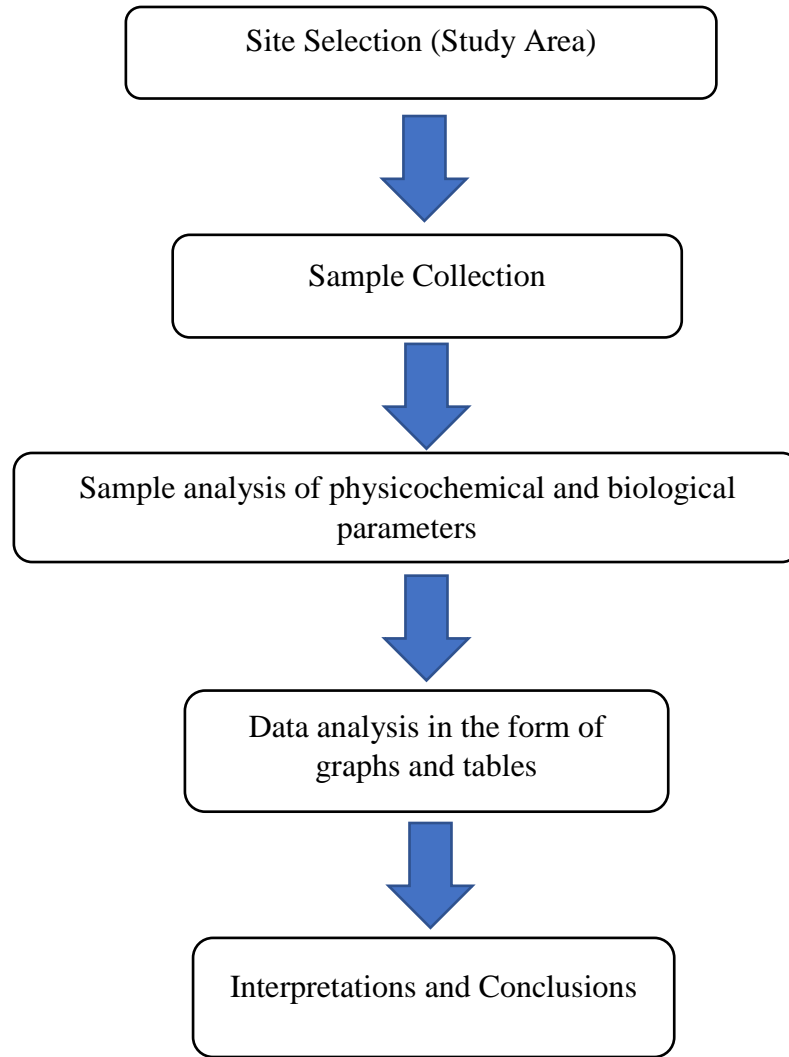 Site Selection (Study Area)
Sample Collection
Sample analysis of physicochemical and biological
parameters
Data analysis in the form of
graphs and tables
Interpretations and Conclusions